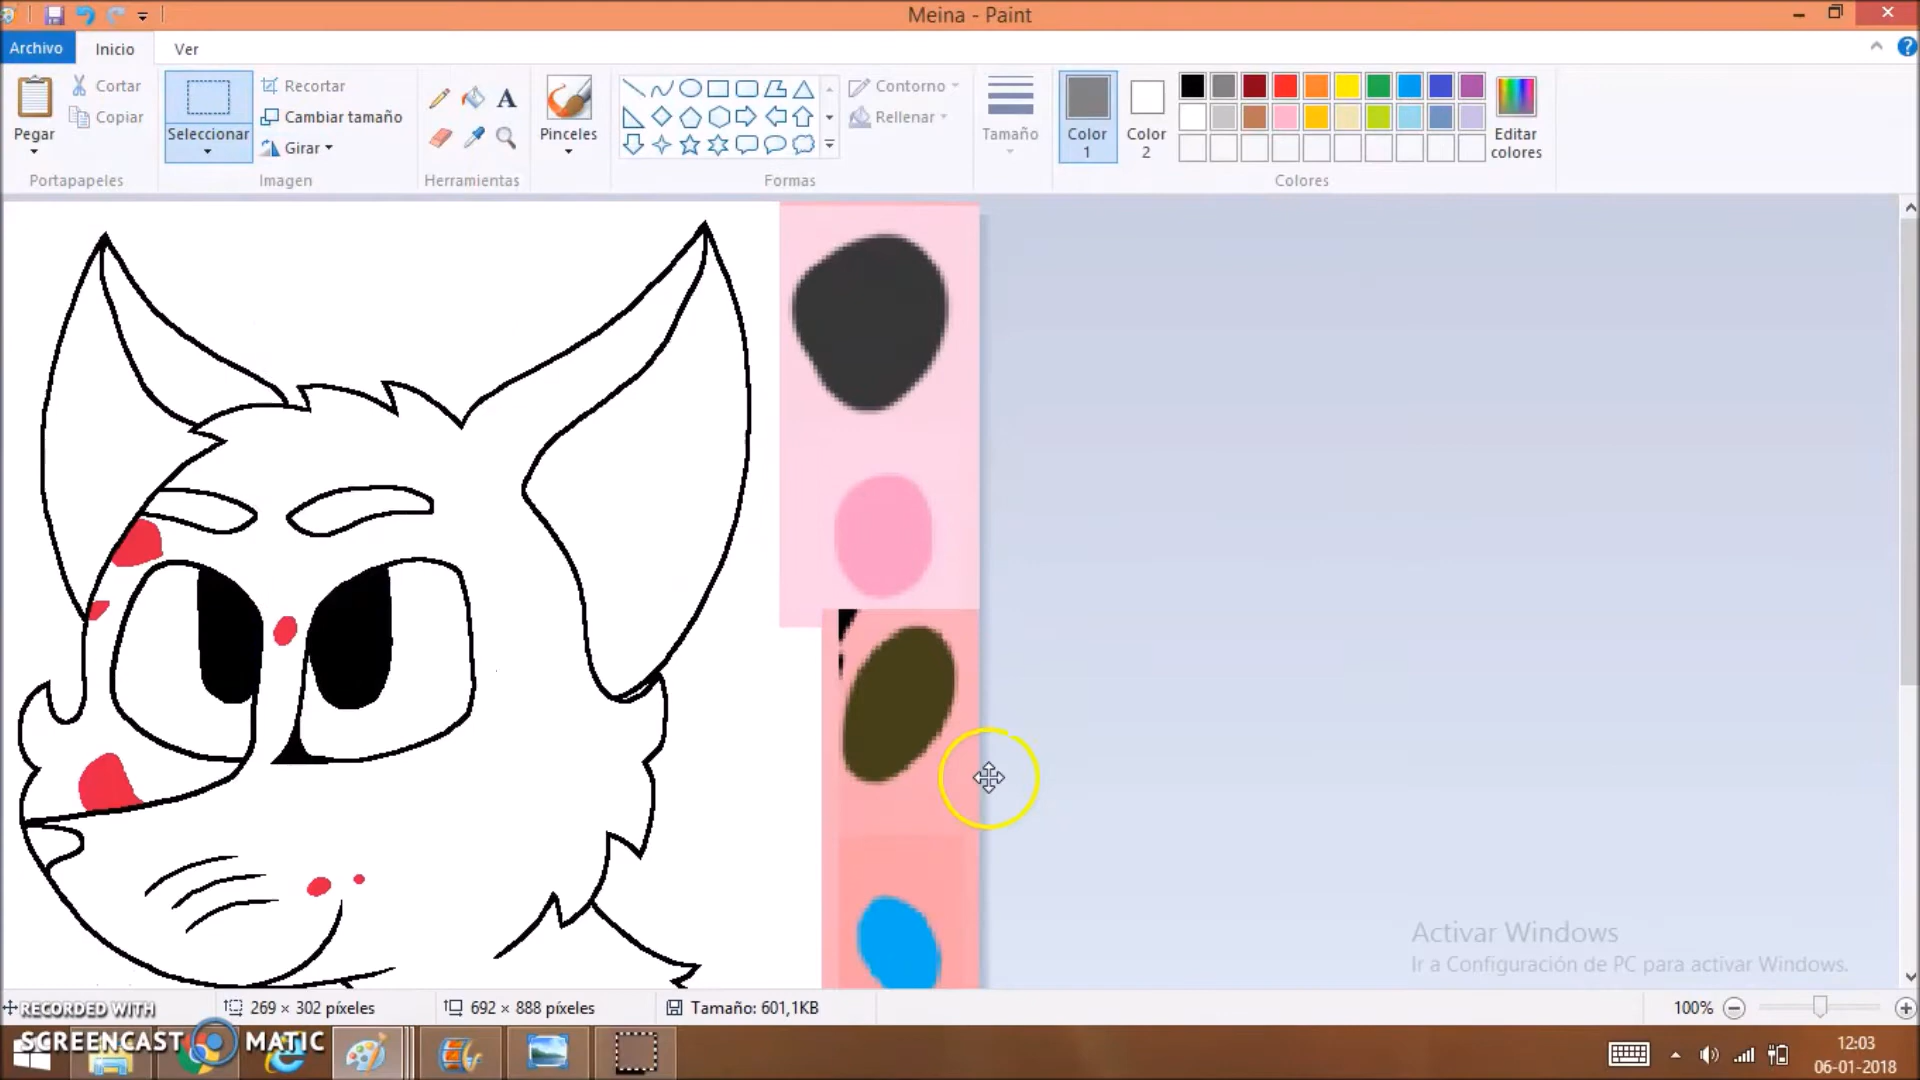 Meina - Paint
Archivo
Inicio
Ver
Pegar
Cortar
Copiar
Portapapeles
Seleccionar
Recortar
Cambiar tamaño
Girar
Imagen
A
Herramientas
Pinceles
Contorno
Rellenar
Formas
Tamaño
Color
1
Color
2
Editar
colores
Colores
Activar Windows
Ir a Configuración de PC para activar Windows.
269 × 302 píxeles
692 × 888 píxeles
Tamaño: 601,1KB
100%
RECORDED WITH
SCREENCAST MATIC
12:03
06-01-2018